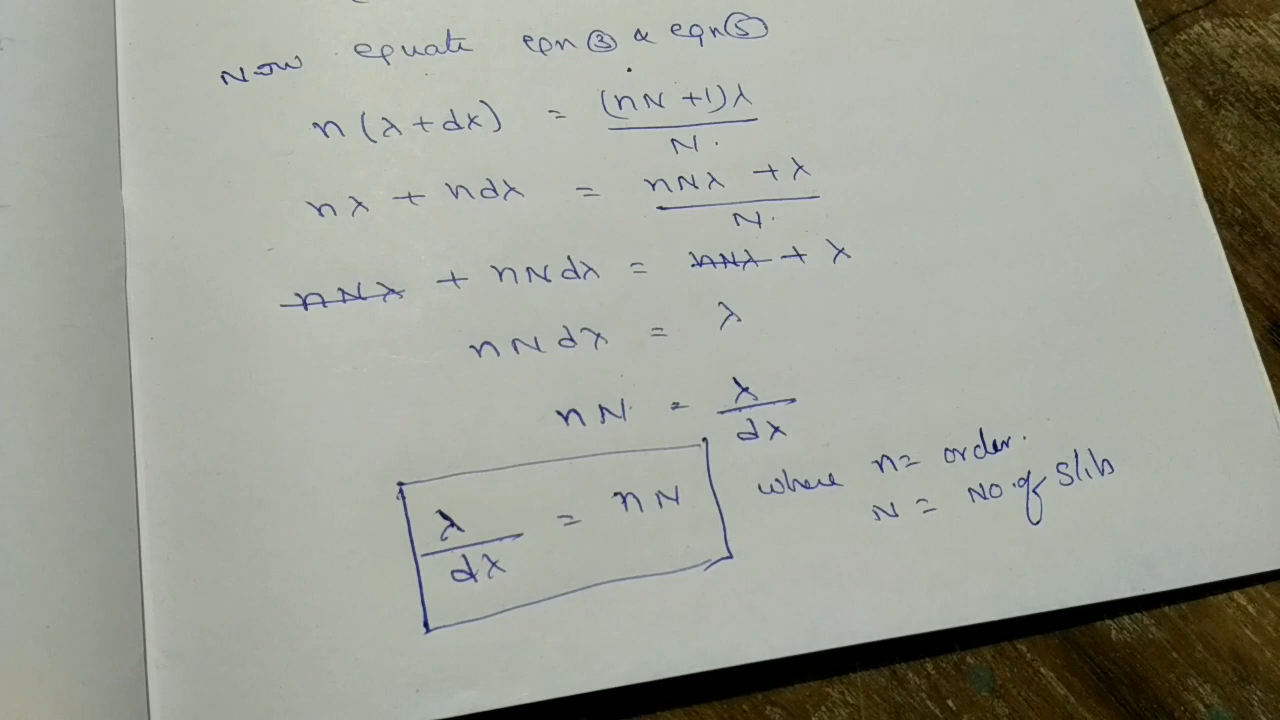 Now equate eqn ③ & eqn ⑤
n(λ+dλ) = (nN+1)λ / N.
nλ + ndλ = nNλ + λ / N.
nNλ + nNdλ = nNλ + λ
nNdλ = λ
nN = λ / dλ
λ / dλ = nN
where n = order.
N = No. of Slits